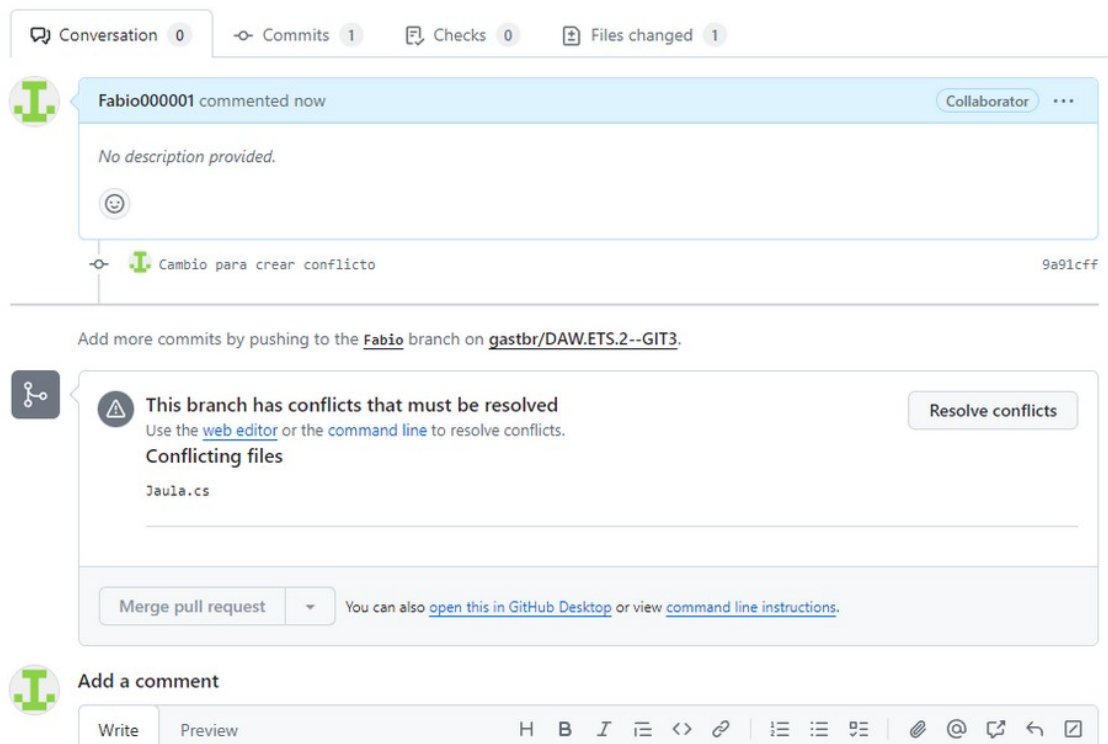 Conversation 0 Commits 1 Checks 0 Files changed 1
Fabio000001 commented now Collaborator ...
No description provided.
Cambio para crear conflicto 9a91cff
Add more commits by pushing to the Fabio branch on gastbr/DAW.ETS.2--GIT3.
This branch has conflicts that must be resolved Resolve conflicts
Use the web editor or the command line to resolve conflicts.
Conflicting files
Jaula.cs
Merge pull request You can also open this in GitHub Desktop or view command line instructions.
Add a comment
Write Preview H B I